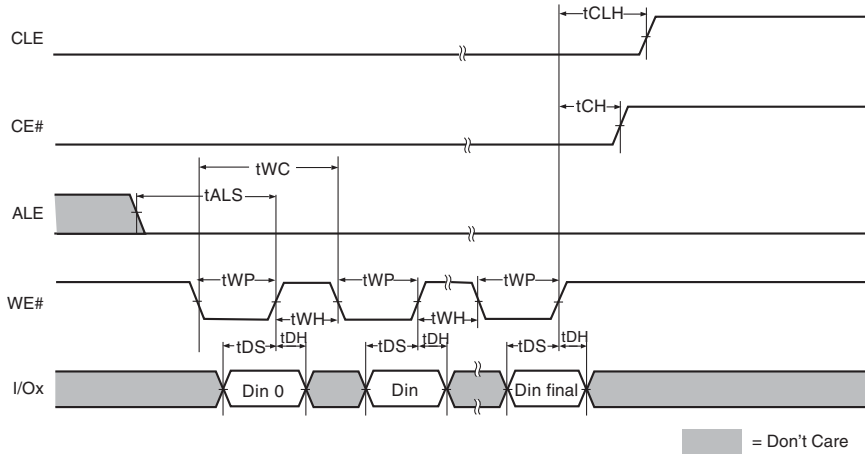 tCLH
CLE
tCH
CE#
tWC
tALS
ALE
tWP tWP tWP
WE#
tWH tWH
tDS tDH tDS tDH tDS tDH
I/Ox Din 0 Din Din final
= Don't Care